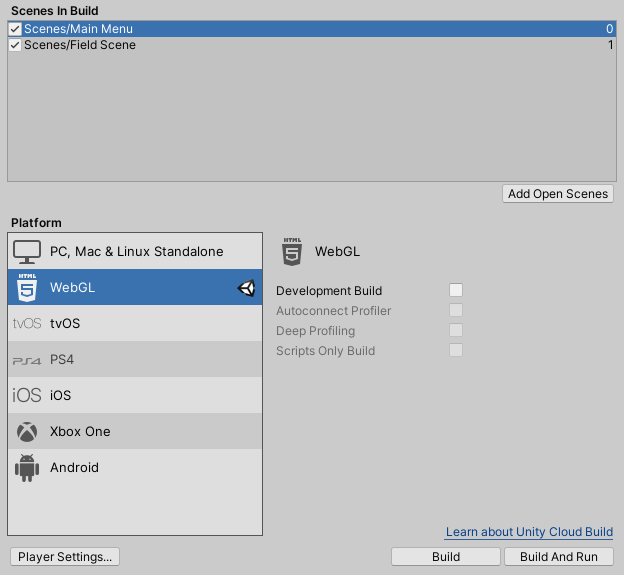 Scenes In Build
Scenes/Main Menu 0
Scenes/Field Scene 1
Add Open Scenes
Platform
PC, Mac & Linux Standalone
HTML 5 WebGL
tvOS tvOS
PS4 PS4
iOS iOS
Xbox One
Android
HTML 5 WebGL
Development Build
Autoconnect Profiler
Deep Profiling
Scripts Only Build
Learn about Unity Cloud Build
Player Settings...
Build
Build And Run